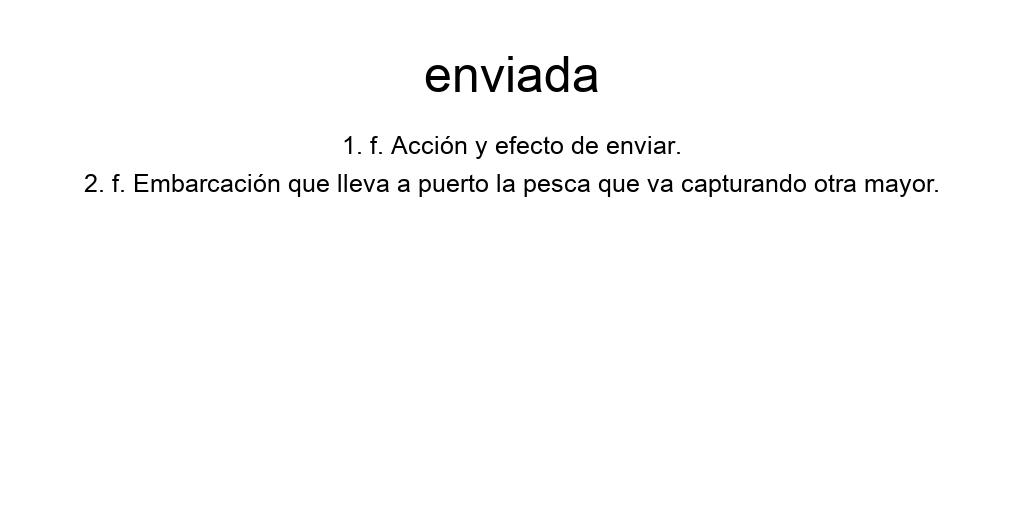 enviada
1. f. Acción y efecto de enviar.
2. f. Embarcación que lleva a puerto la pesca que va capturando otra mayor.